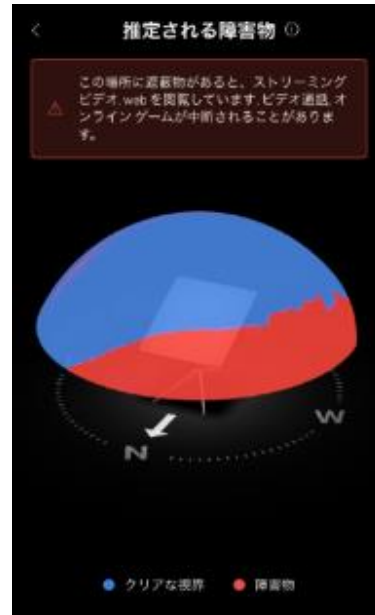 推定される障害物
この場所に遮蔽物があると、ストリーミング
ビデオ, webを閲覧しています, ビデオ通話, オ
ンラインゲームが中断されることがありま
す。
W
N
クリアな視界 障害物